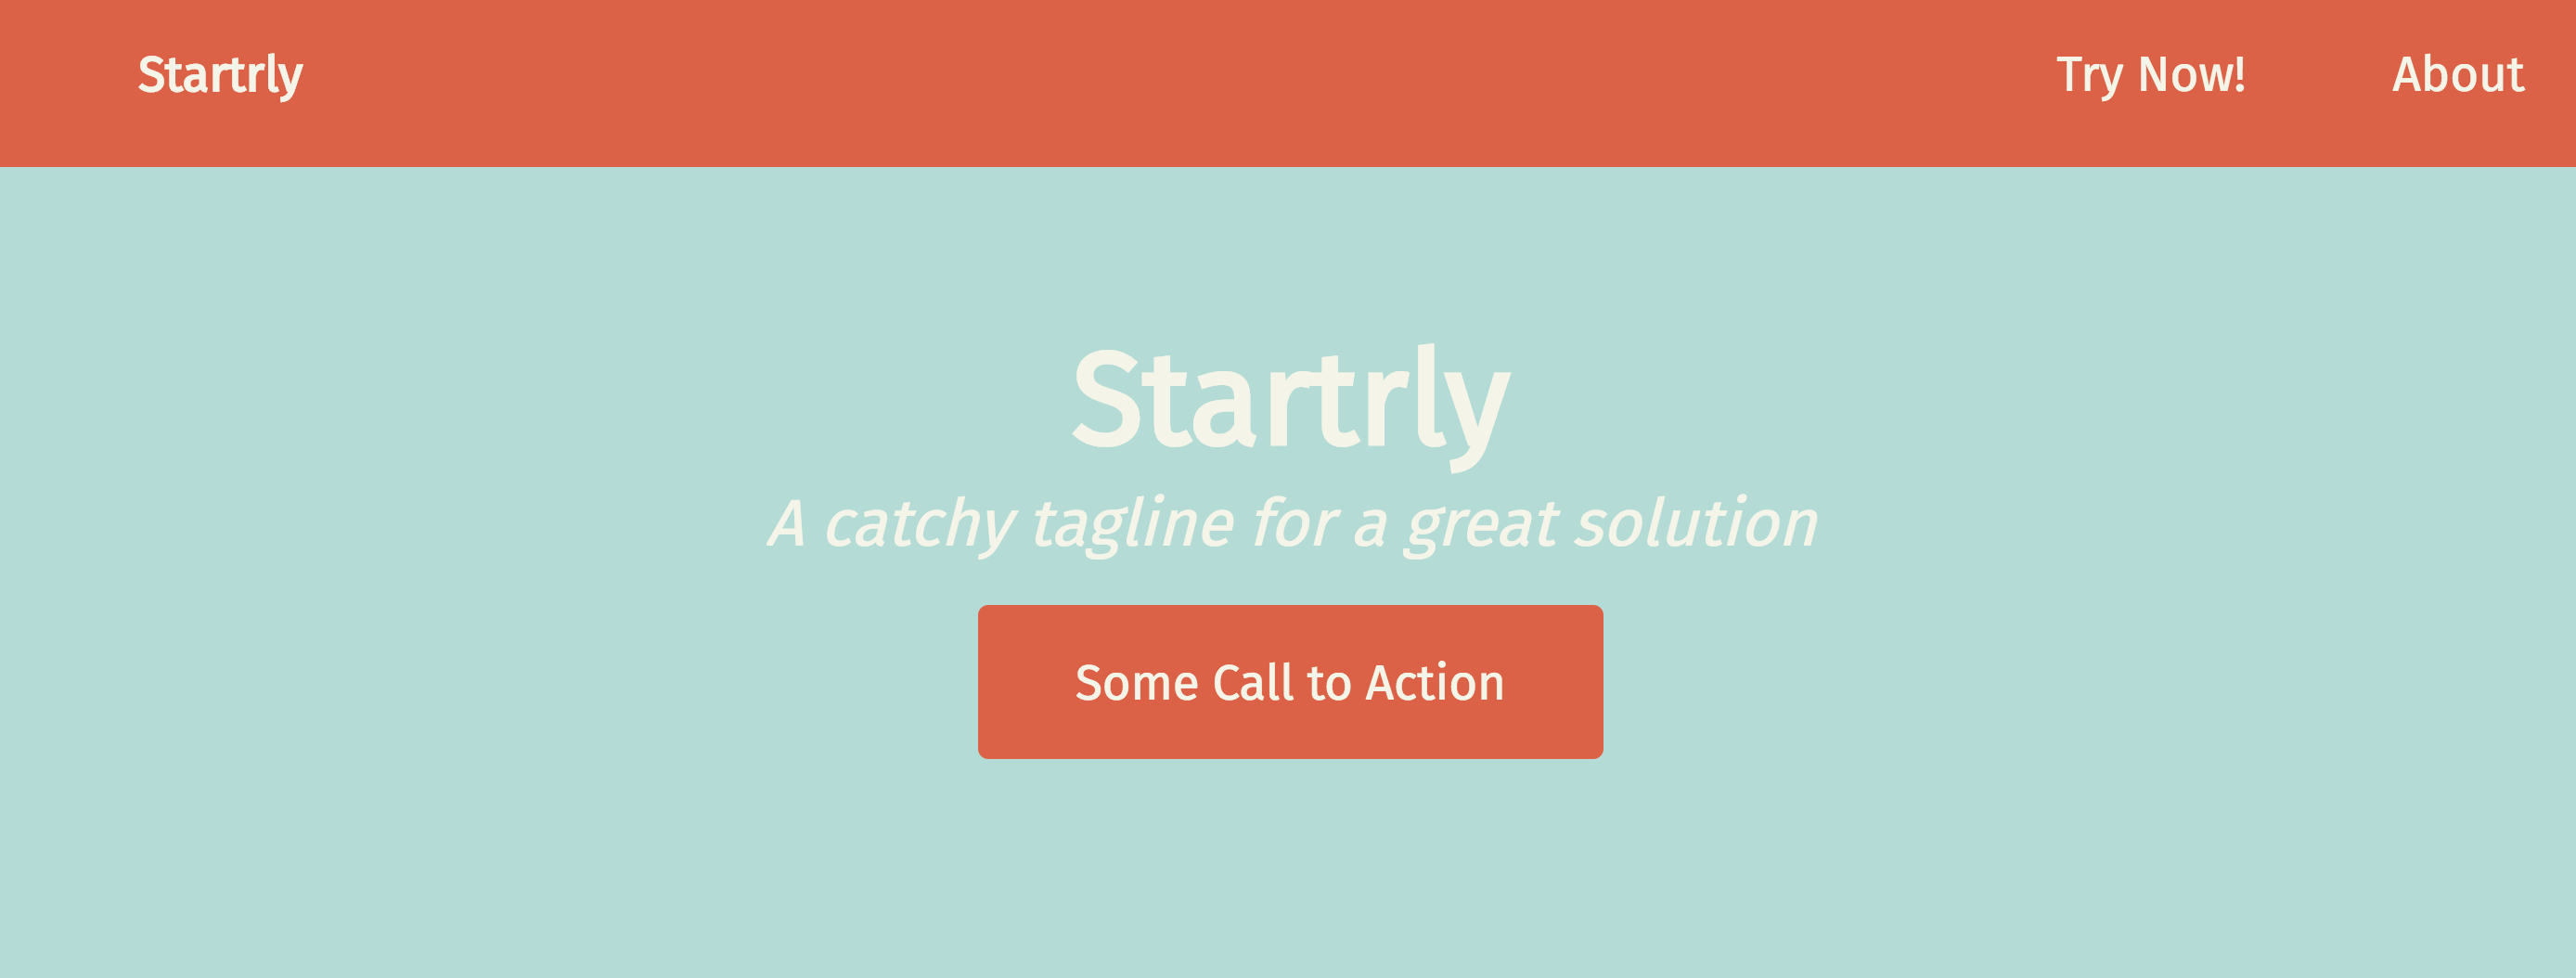 Startrly Try Now! About
Startrly
A catchy tagline for a great solution
Some Call to Action